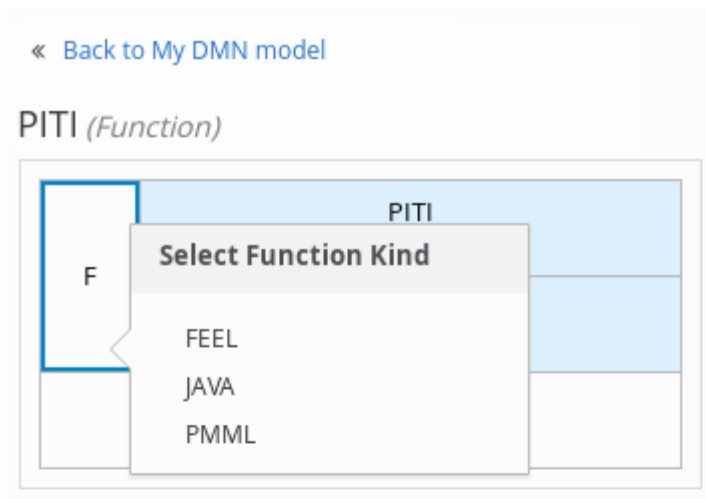 « Back to My DMN model
PITI (Function)
PITI
F
Select Function Kind
FEEL
JAVA
PMML